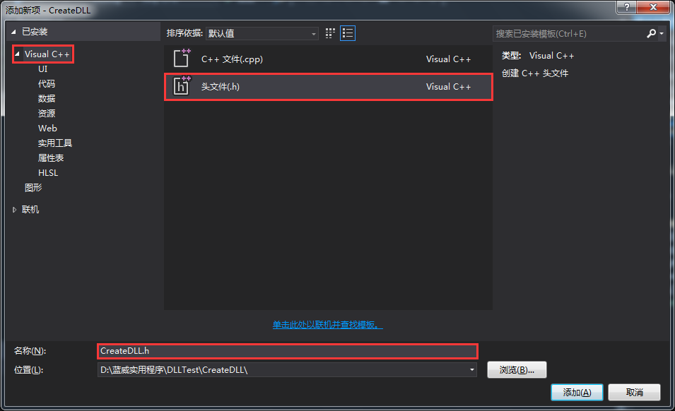 添加新项 - CreateDLL
已安装
排序依据: 默认值
搜索已安装模板(Ctrl+E)
Visual C++
UI
代码
数据
资源
Web
实用工具
属性表
HLSL
图形
联机
C++ 文件(.cpp) Visual C++
头文件(.h) Visual C++
类型: Visual C++
创建 C++ 头文件
单击此处以联机并查找模板。
名称(N): CreateDLL.h
位置(L): D:\蓝威实用程序\DLLTest\CreateDLL\
浏览(B)...
添加(A) 取消